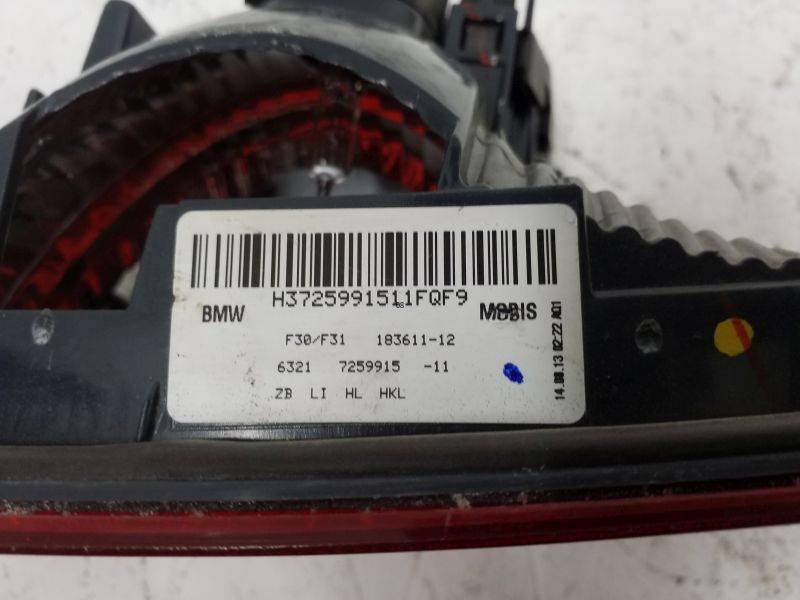 H3725991511FQF9
BMW
MOBIS
F30/F31 183611-12
6321 7259915 -11
ZB LI HL HKL
14.08.13 02:22 A01